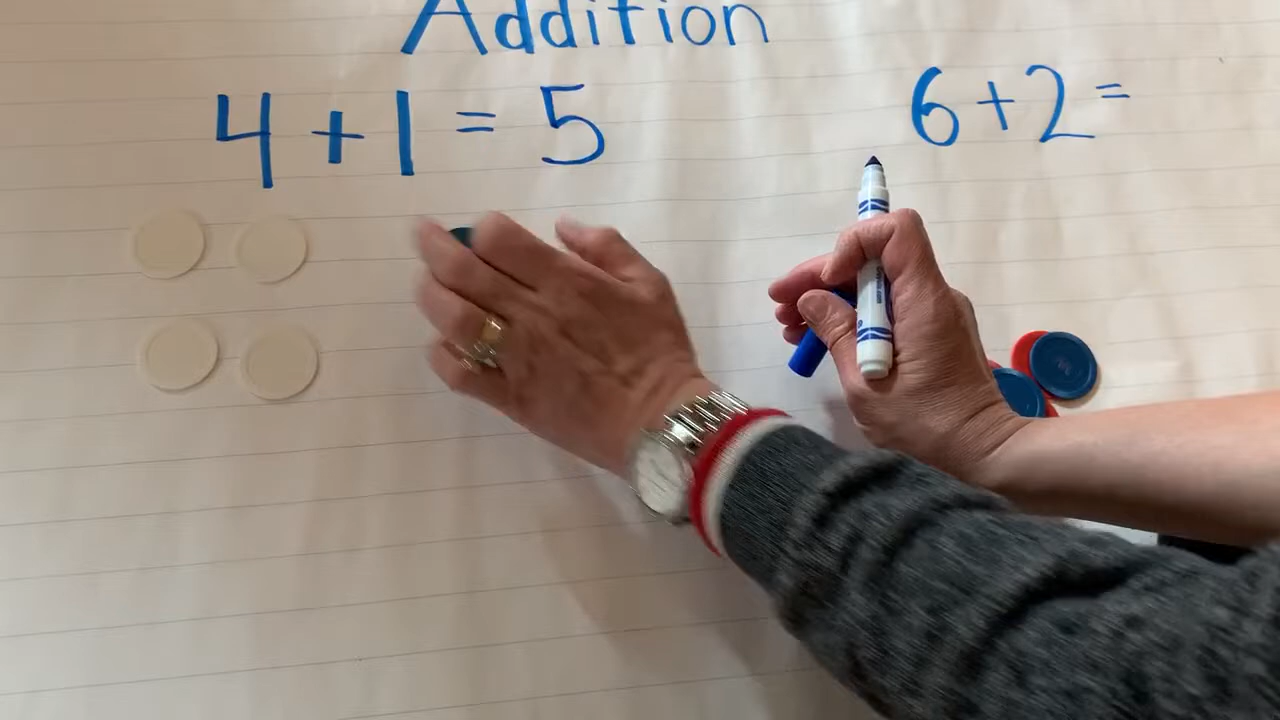 Addition
4 + 1 = 5
6 + 2 =